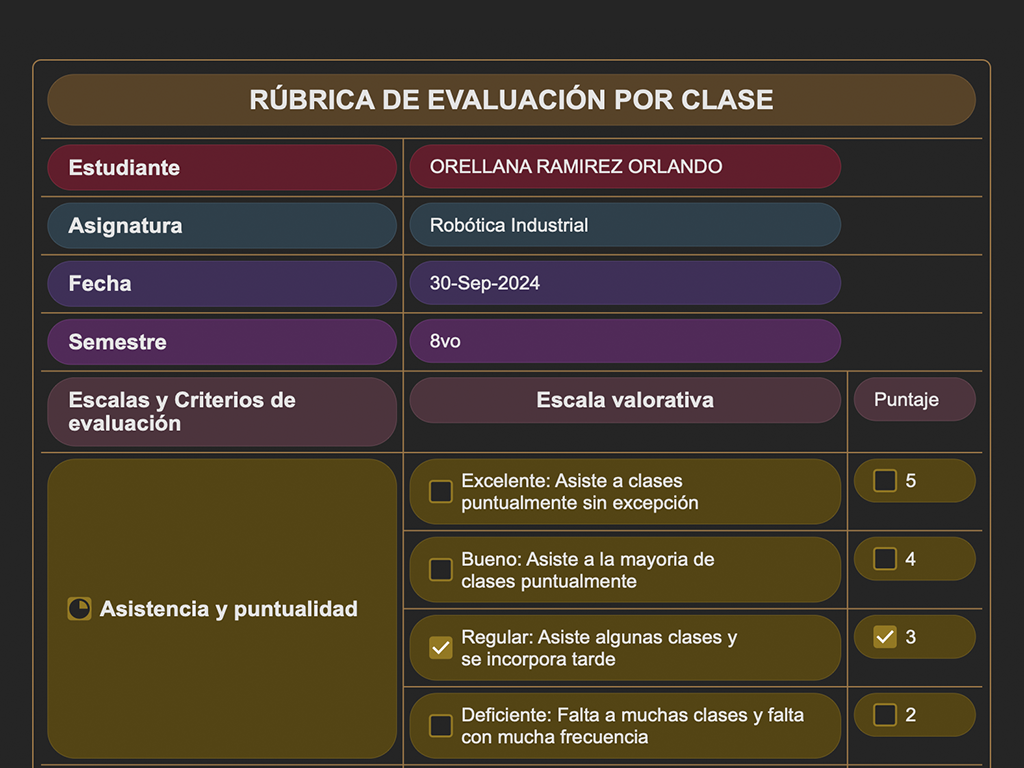 RÚBRICA DE EVALUACIÓN POR CLASE
Estudiante
ORELLANA RAMIREZ ORLANDO
Asignatura
Robótica Industrial
Fecha
30-Sep-2024
Semestre
8vo
Escalas y Criterios de
evaluación
Escala valorativa
Puntaje
Asistencia y puntualidad
Excelente: Asiste a clases
puntualmente sin excepción
5
Bueno: Asiste a la mayoria de
clases puntualmente
4
Regular: Asiste algunas clases y
se incorpora tarde
3
Deficiente: Falta a muchas clases y falta
con mucha frecuencia
2